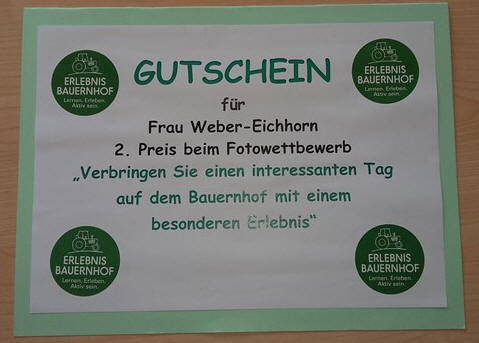 ERLEBNIS
BAUERNHOF
Lernen. Erleben.
Aktiv sein.
GUTSCHEIN
ERLEBNIS
BAUERNHOF
Lernen. Erleben.
Aktiv sein.
für
Frau Weber-Eichhorn
2. Preis beim Fotowettbewerb
„Verbringen Sie einen interessanten Tag
auf dem Bauernhof mit einem
besonderen Erlebnis“
ERLEBNIS
BAUERNHOF
Lernen. Erleben.
Aktiv sein.
ERLEBNIS
BAUERNHOF
Lernen. Erleben.
Aktiv sein.